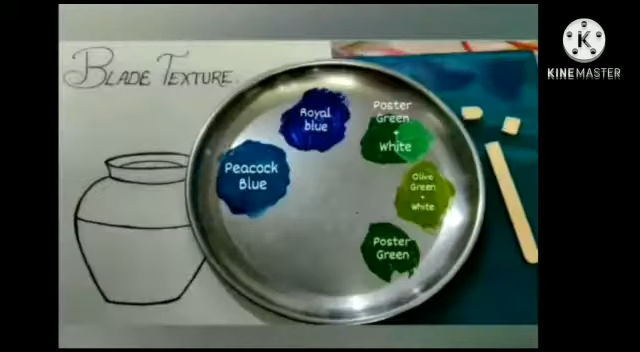 BLADE TEXTURE.
Royal
blue
Poster
Green
+
White
Peacock
Blue
Olive
Green
+
White
Poster
Green
K
KINEMASTER